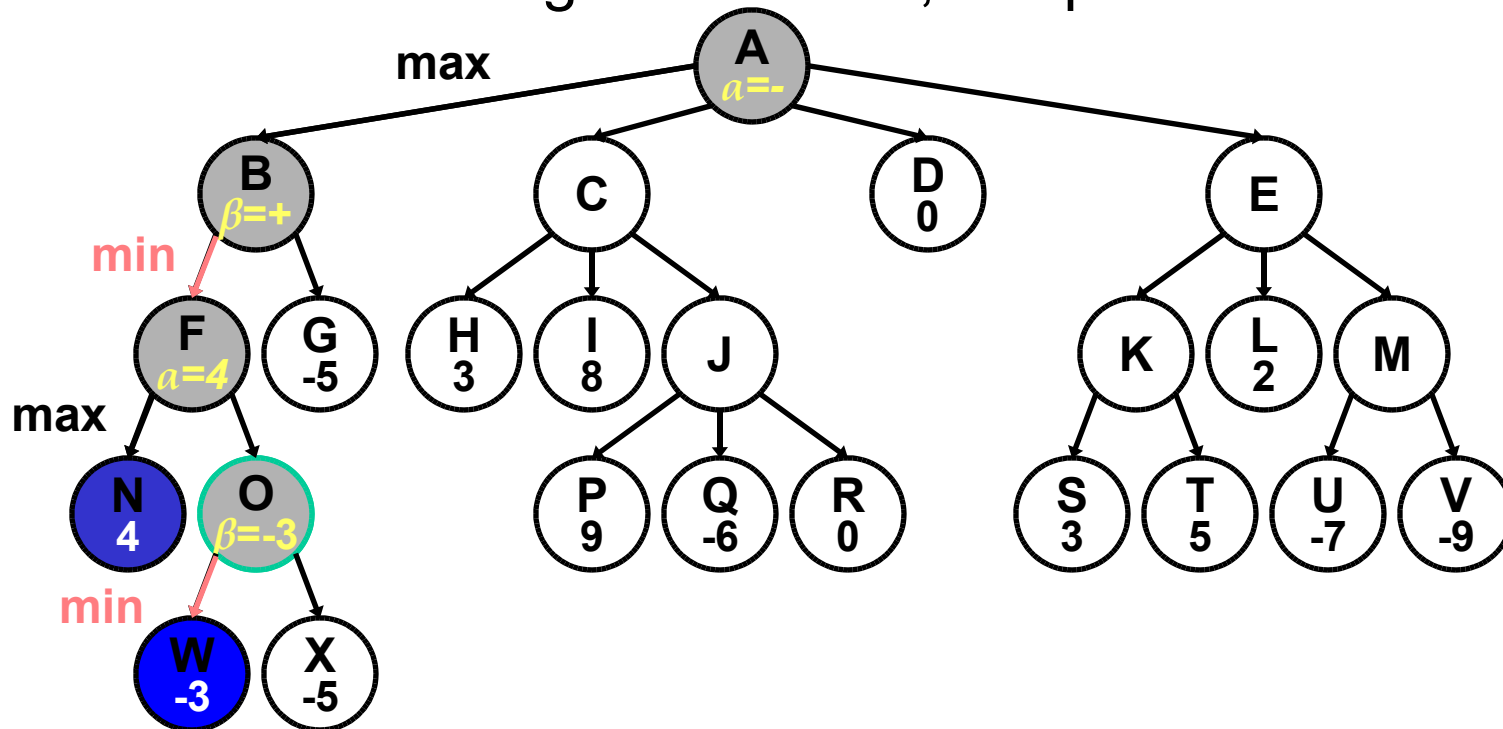 max
A
α=-
B
β=+
C
D
0
E
min
F
α=4
G
-5
H
3
I
8
J
K
L
2
M
max
N
4
O
β=-3
P
9
Q
-6
R
0
S
3
T
5
U
-7
V
-9
min
W
-3
X
-5